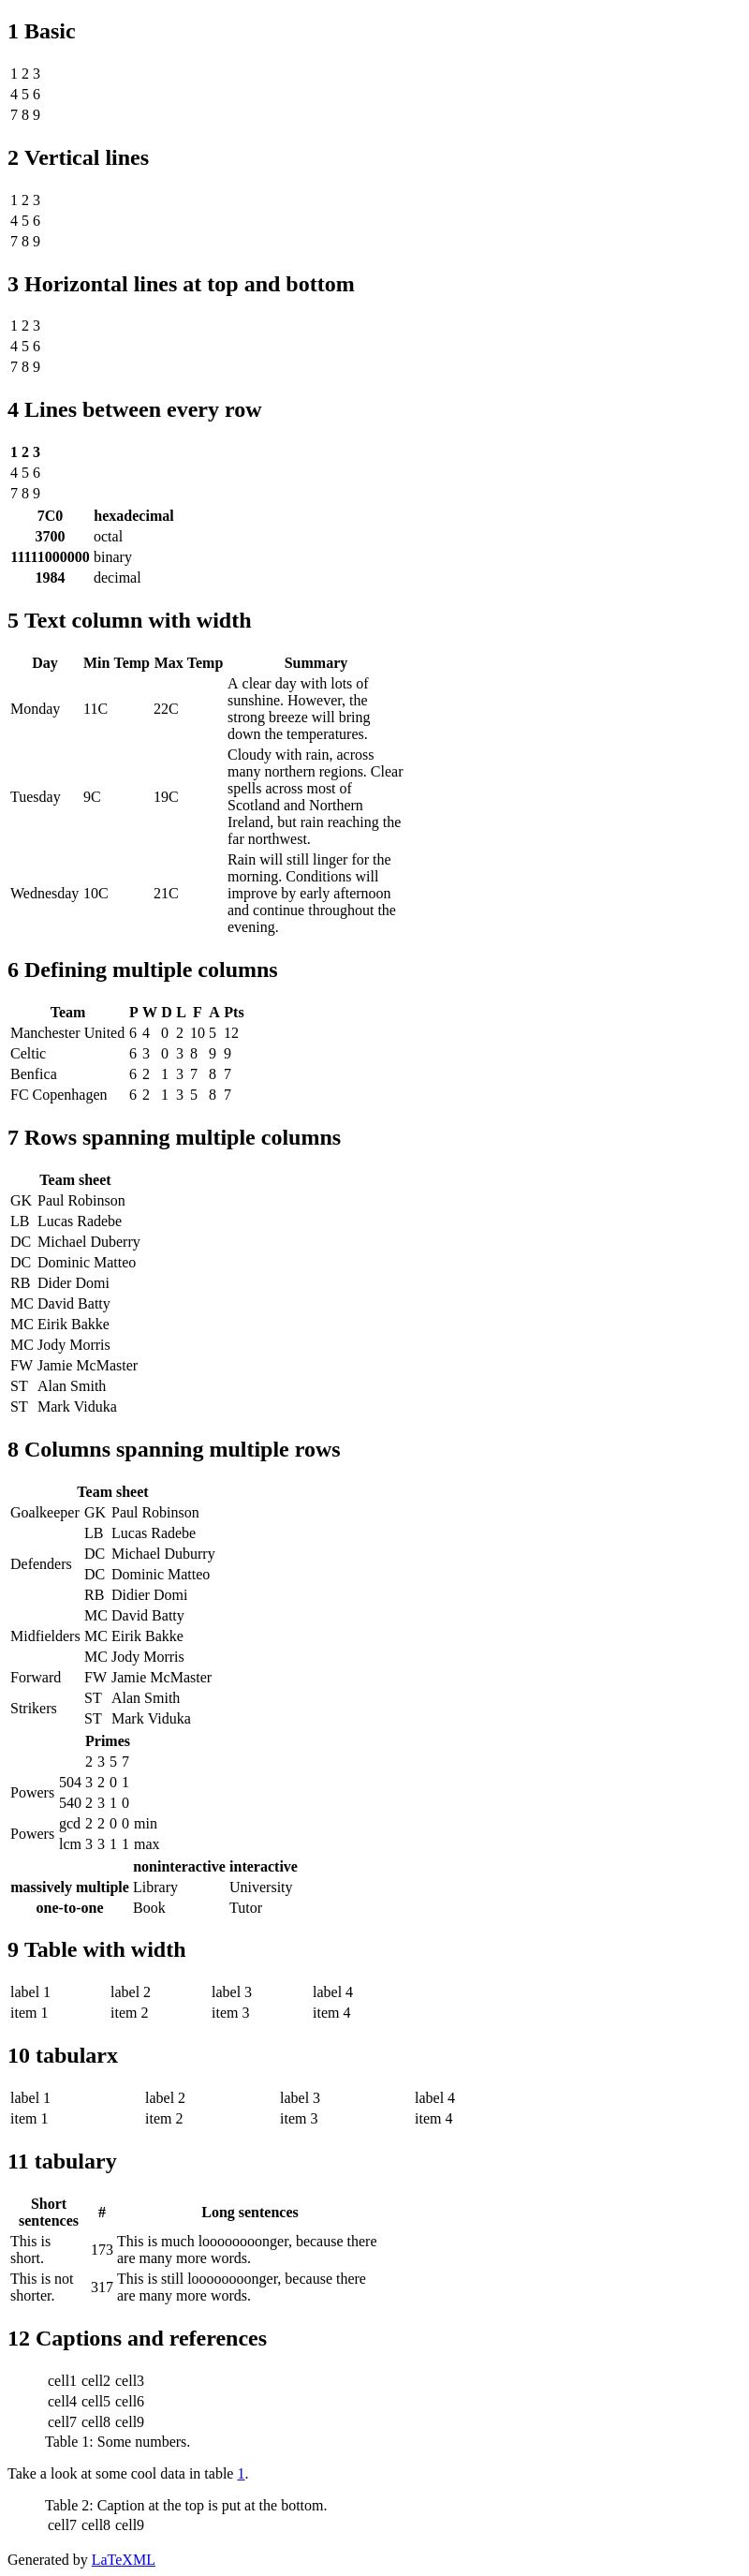 1 Basic
1 2 3
4 5 6
7 8 9
2 Vertical lines
1 2 3
4 5 6
7 8 9
3 Horizontal lines at top and bottom
1 2 3
4 5 6
7 8 9
4 Lines between every row
1 2 3
4 5 6
7 8 9
7C0 hexadecimal
3700 octal
11111000000 binary
1984 decimal
5 Text column with width
Day Min Temp Max Temp Summary
Monday 11C 22C A clear day with lots of
sunshine. However, the
strong breeze will bring
down the temperatures.
Tuesday 9C 19C Cloudy with rain, across
many northern regions. Clear
spells across most of
Scotland and Northern
Ireland, but rain reaching the
far northwest.
Wednesday 10C 21C Rain will still linger for the
morning. Conditions will
improve by early afternoon
and continue throughout the
evening.
6 Defining multiple columns
Team P W D L F A Pts
Manchester United 6 4 0 2 10 5 12
Celtic 6 3 0 3 8 9 9
Benfica 6 2 1 3 7 8 7
FC Copenhagen 6 2 1 3 5 8 7
7 Rows spanning multiple columns
Team sheet
GK Paul Robinson
LB Lucas Radebe
DC Michael Duberry
DC Dominic Matteo
RB Dider Domi
MC David Batty
MC Eirik Bakke
MC Jody Morris
FW Jamie McMaster
ST Alan Smith
ST Mark Viduka
8 Columns spanning multiple rows
Team sheet
Goalkeeper GK Paul Robinson
LB Lucas Radebe
Defenders DC Michael Duburry
DC Dominic Matteo
RB Didier Domi
MC David Batty
Midfielders MC Eirik Bakke
MC Jody Morris
Forward FW Jamie McMaster
Strikers ST Alan Smith
ST Mark Viduka
Primes
2 3 5 7
Powers 504 3 2 0 1
540 2 3 1 0
Powers gcd 2 2 0 0 min
lcm 3 3 1 1 max
noninteractive interactive
massively multiple Library University
one-to-one Book Tutor
9 Table with width
label 1 label 2 label 3 label 4
item 1 item 2 item 3 item 4
10 tabularx
label 1 label 2 label 3 label 4
item 1 item 2 item 3 item 4
11 tabulary
Short
sentences # Long sentences
This is
short. 173 This is much loooooooonger, because there
are many more words.
This is not
shorter. 317 This is still loooooooonger, because there
are many more words.
12 Captions and references
cell1 cell2 cell3
cell4 cell5 cell6
cell7 cell8 cell9
Table 1: Some numbers.
Take a look at some cool data in table 1.
Table 2: Caption at the top is put at the bottom.
cell7 cell8 cell9
Generated by LaTeXML